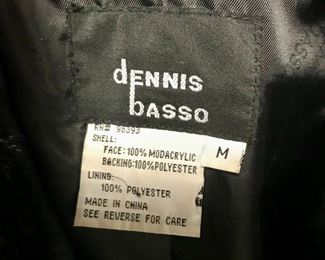 dENNIS
basso
RN# 98393
SHELL:
FACE:100% MODACRYLIC
BACKING:100%POLYESTER
LINING:
100% POLYESTER
MADE IN CHINA
SEE REVERSE FOR CARE
M